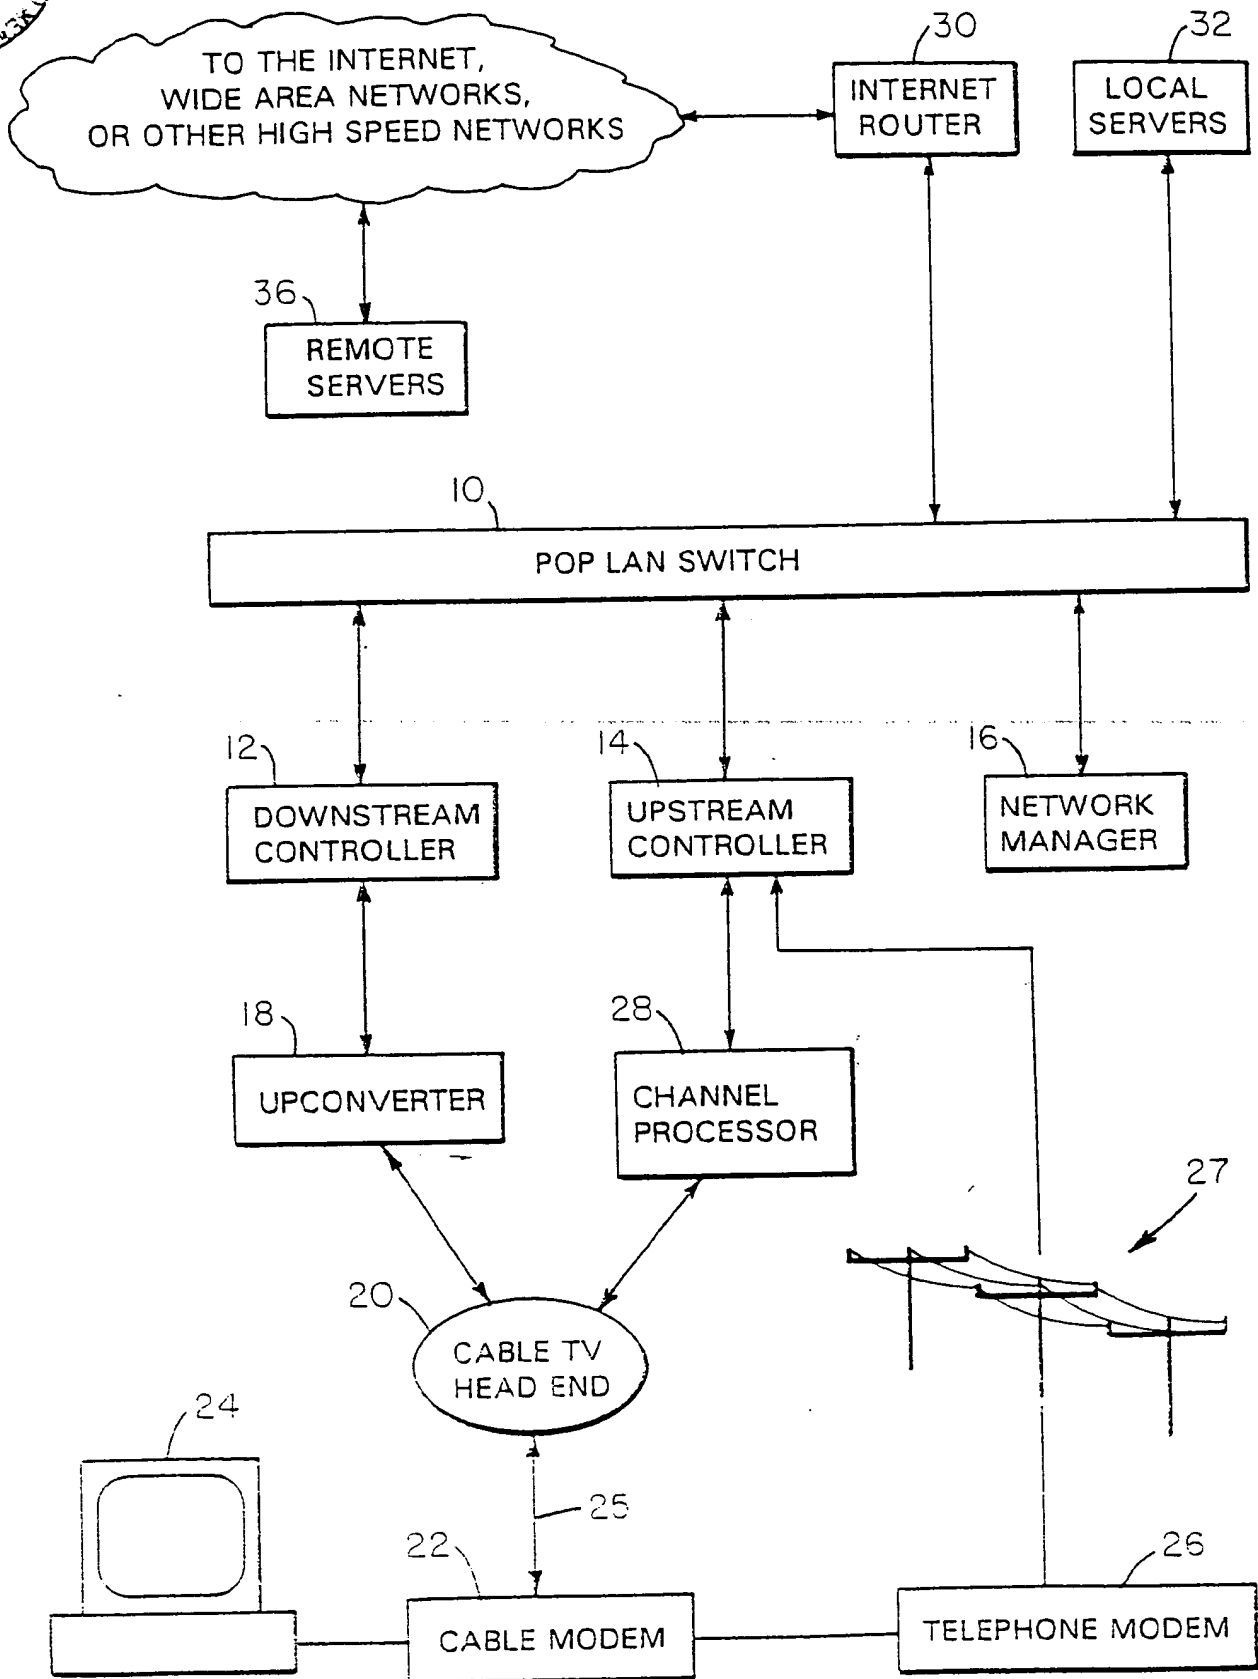 TO THE INTERNET,
WIDE AREA NETWORKS,
OR OTHER HIGH SPEED NETWORKS
30
INTERNET
ROUTER
32
LOCAL
SERVERS
36
REMOTE
SERVERS
10
POP LAN SWITCH
12
DOWNSTREAM
CONTROLLER
14
UPSTREAM
CONTROLLER
16
NETWORK
MANAGER
18
UPCONVERTER
28
CHANNEL
PROCESSOR
27
20
CABLE TV
HEAD END
24
25
22
CABLE MODEM
26
TELEPHONE MODEM